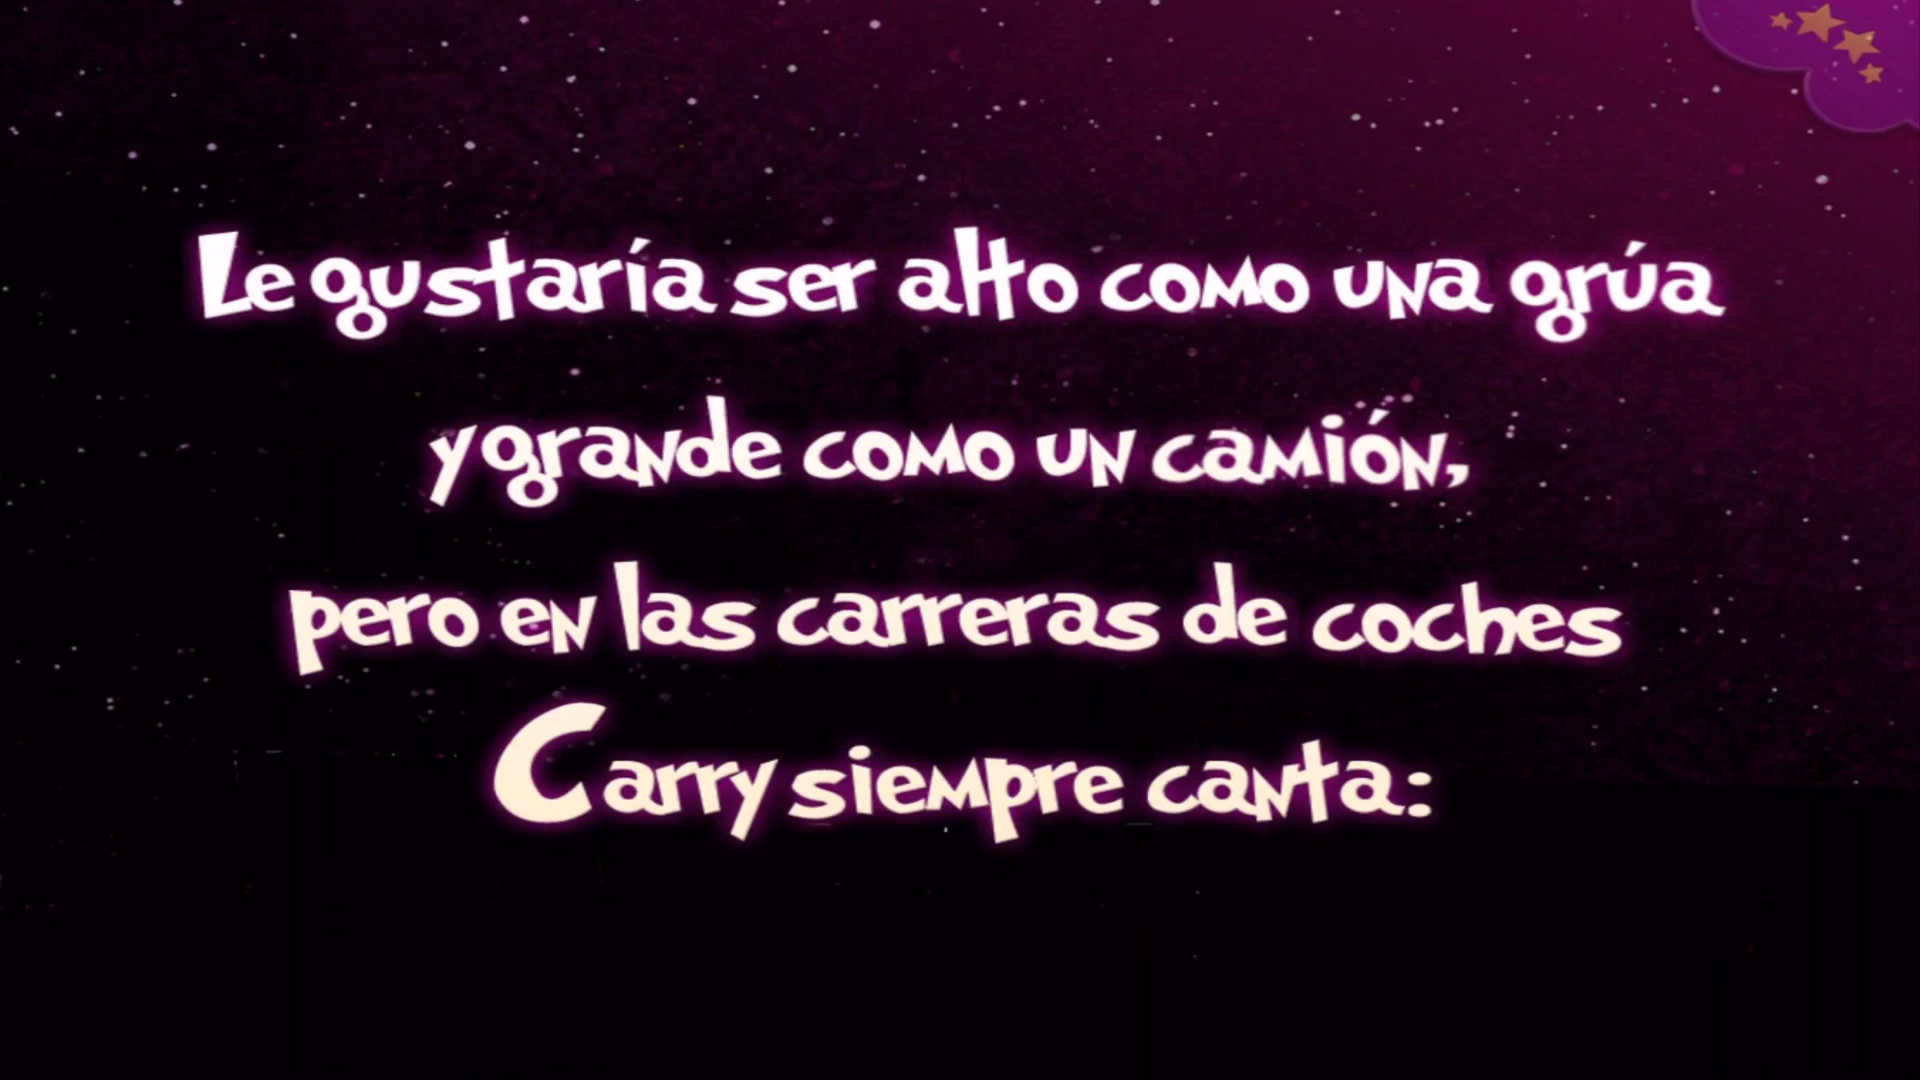 Le gustaría ser alto como una grúa
y grande como un camión,
pero en las carreras de coches
Carry siempre canta: